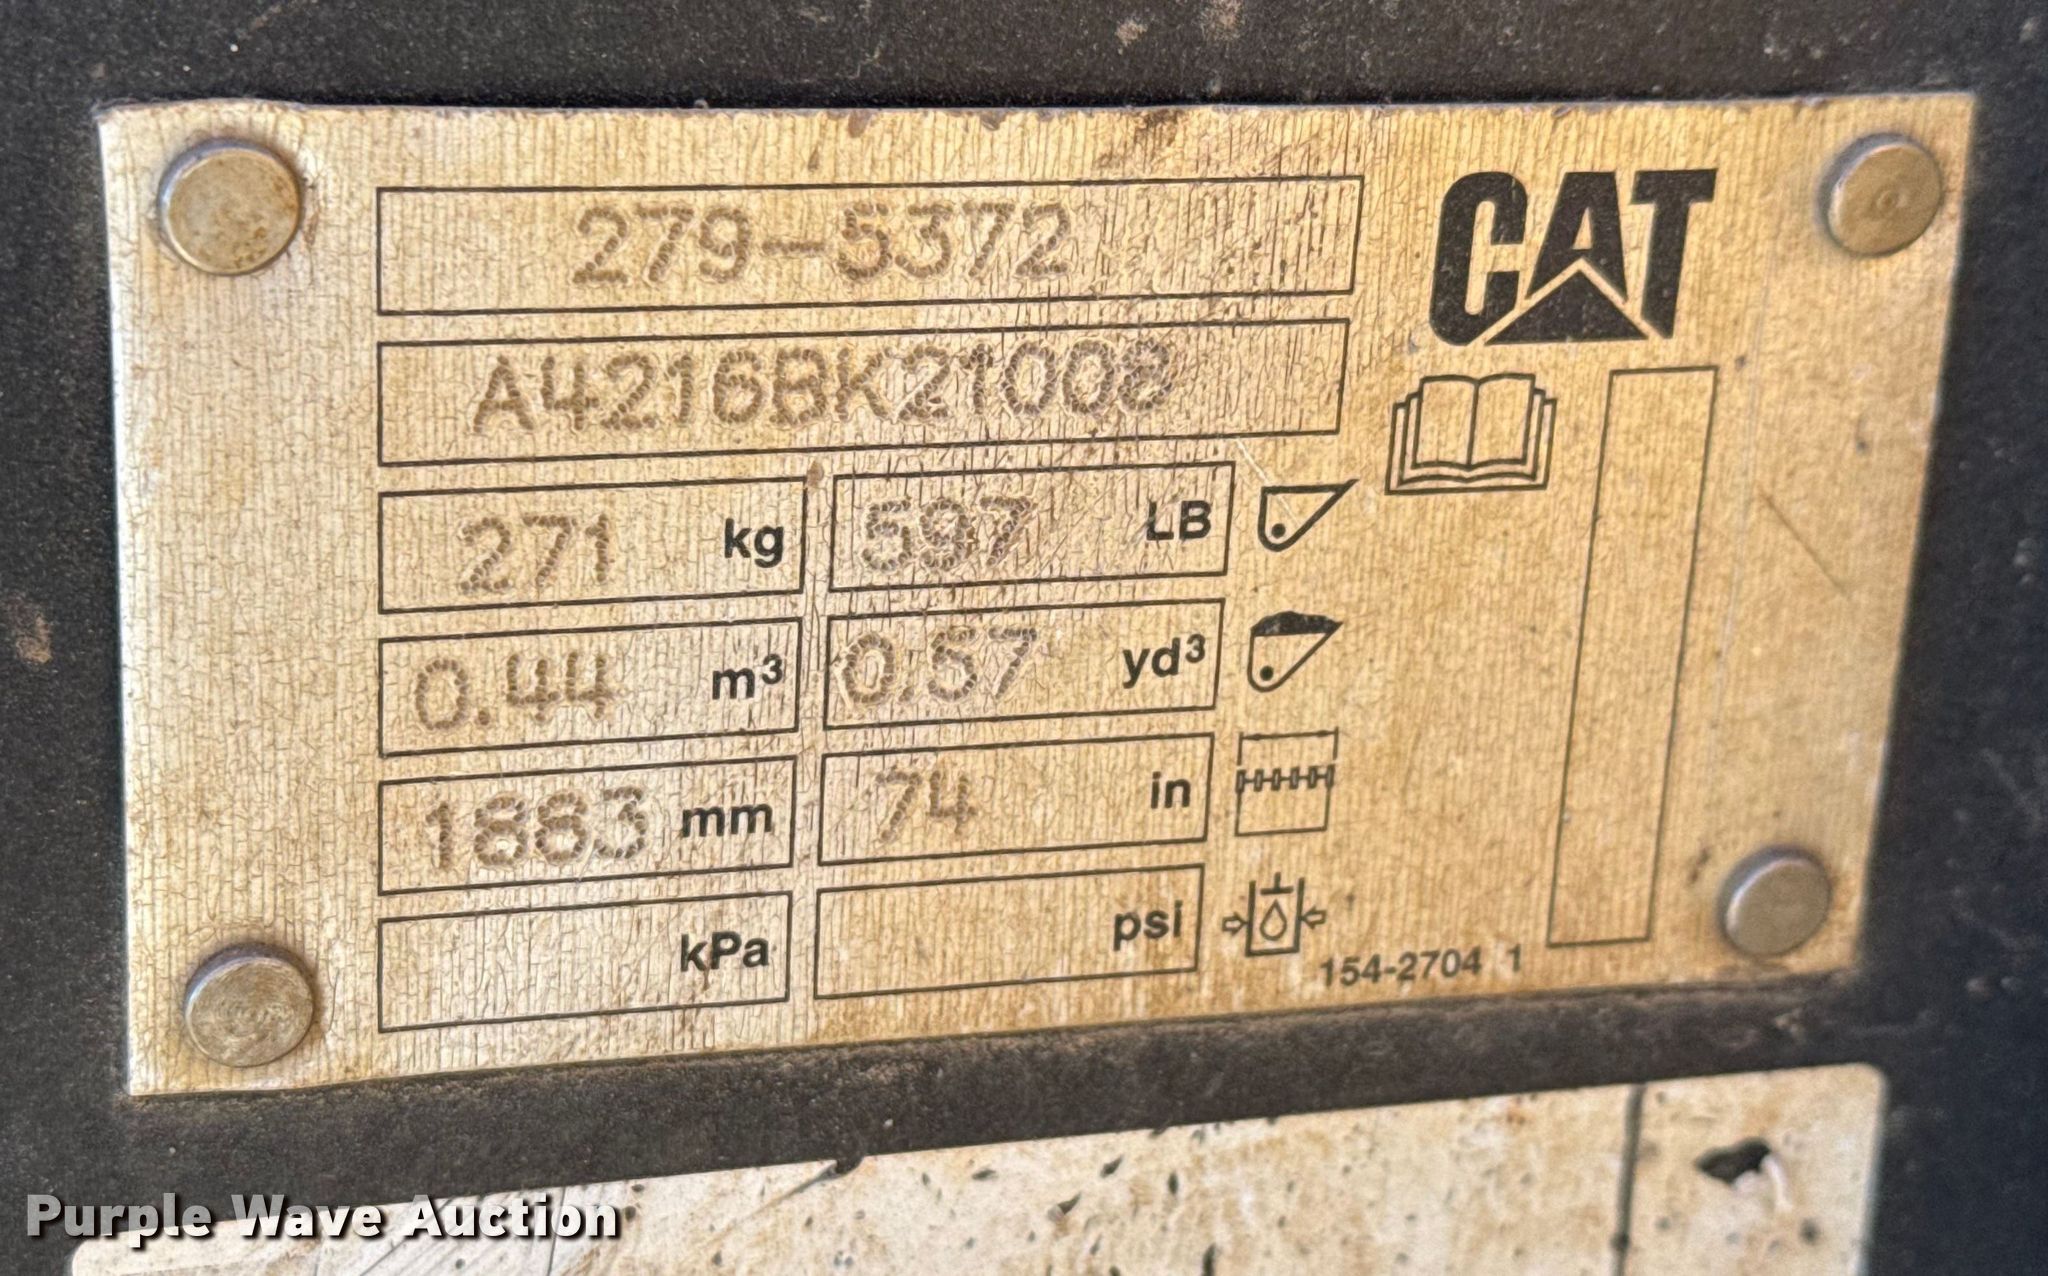 CAT
279-5372
A4216BK21008
271 kg 597 LB
0.44 m³ 0.57 yd³
1883 mm 74 in
kPa psi
154-2704 1
Purple Wave Auction